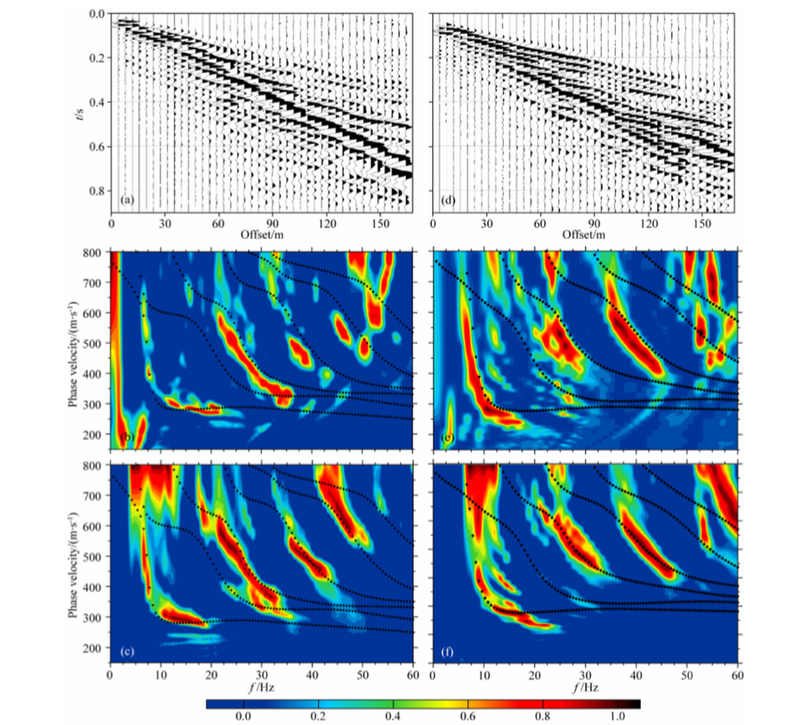 0.0
0.2
0.4
0.6
0.8
t/s
(a)
(d)
0 30 60 90 120 150
Offset/m
0 30 60 90 120 150
Offset/m
800
700
600
500
400
300
200
Phase velocity/(m·s⁻¹)
(b)
(e)
800
700
600
500
400
300
200
Phase velocity/(m·s⁻¹)
(c)
(f)
0 10 20 30 40 50 60
f/Hz
0 10 20 30 40 50 60
f/Hz
0.0 0.2 0.4 0.6 0.8 1.0